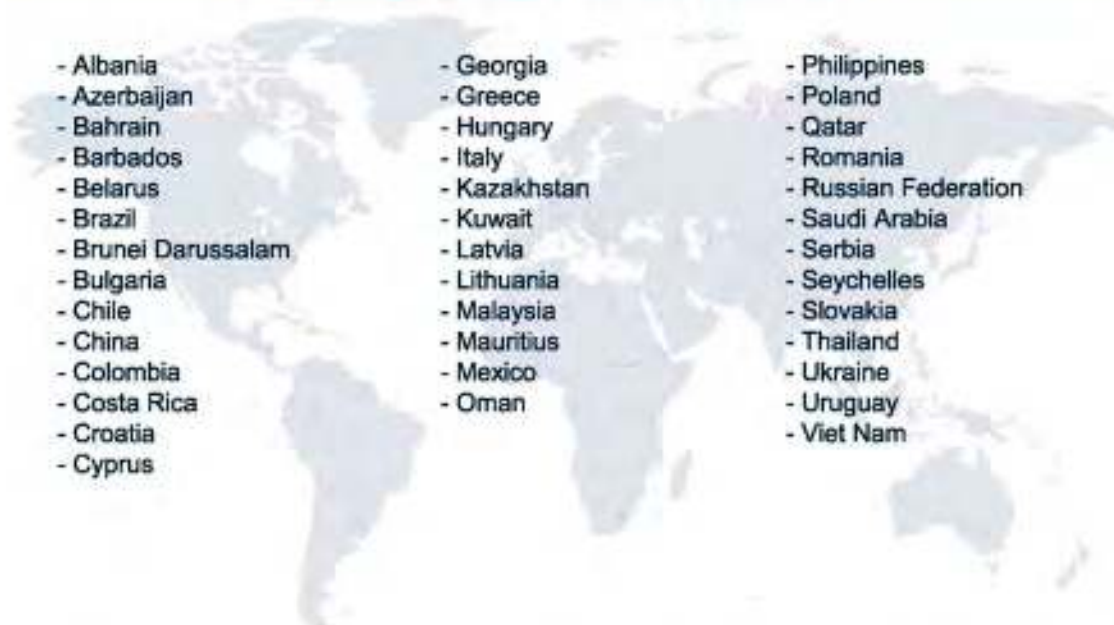 - Albania
- Azerbaijan
- Bahrain
- Barbados
- Belarus
- Brazil
- Brunei Darussalam
- Bulgaria
- Chile
- China
- Colombia
- Costa Rica
- Croatia
- Cyprus
- Georgia
- Greece
- Hungary
- Italy
- Kazakhstan
- Kuwait
- Latvia
- Lithuania
- Malaysia
- Mauritius
- Mexico
- Oman
- Philippines
- Poland
- Qatar
- Romania
- Russian Federation
- Saudi Arabia
- Serbia
- Seychelles
- Slovakia
- Thailand
- Ukraine
- Uruguay
- Viet Nam